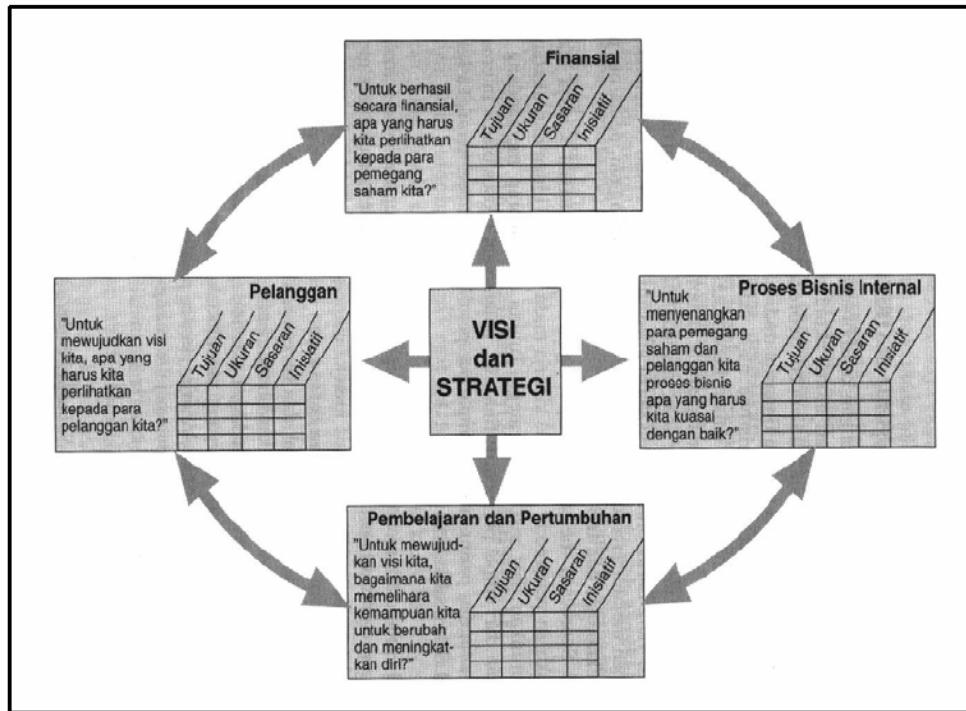 Finansial
"Untuk berhasil
secara finansial,
apa yang harus
kita perlihatkan
kepada para
pemegang
saham kita?"
Tujuan
Ukuran
Sasaran
Inisiatif
Pelanggan
"Untuk
mewujudkan visi
kita, apa yang
harus kita
perlihatkan
kepada para
pelanggan kita?"
Tujuan
Ukuran
Sasaran
Inisiatif
VISI
dan
STRATEGI
Proses Bisnis Internal
"Untuk
menyenangkan
para pemegang
saham dan
pelanggan kita
proses bisnis
apa yang harus
kita kuasai
dengan baik?"
Tujuan
Ukuran
Sasaran
Inisiatif
Pembelajaran dan Pertumbuhan
"Untuk mewujud-
kan visi kita,
bagaimana kita
memelihara
kemampuan kita
untuk berubah
dan meningkat-
kan diri?"
Tujuan
Ukuran
Sasaran
Inisiatif